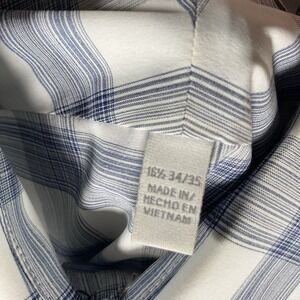 16½ 34/35
MADE IN/
HECHO EN
VIETNAM